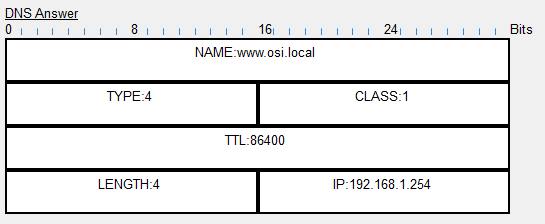 DNS Answer
0 8 16 24 Bits
NAME:www.osi.local
TYPE:4 CLASS:1
TTL:86400
LENGTH:4 IP:192.168.1.254